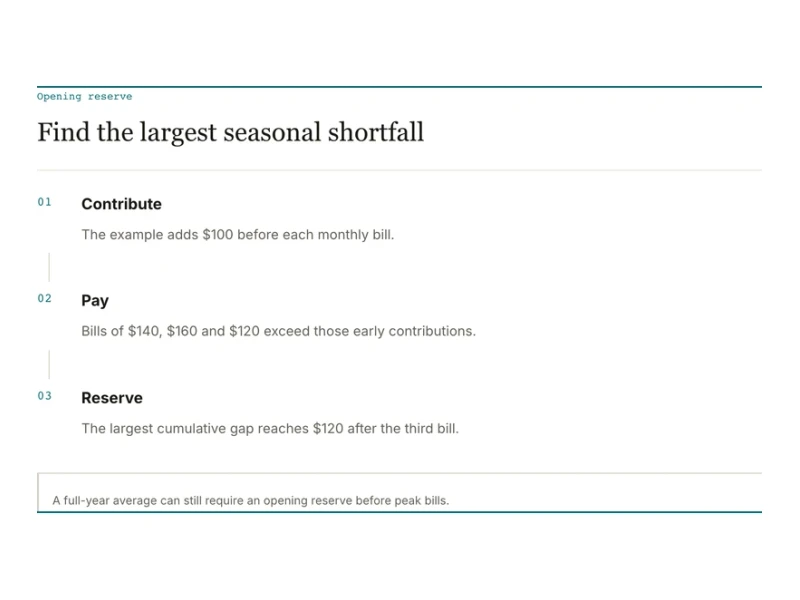 Opening reserve
Find the largest seasonal shortfall
01
Contribute
The example adds $100 before each monthly bill.
02
Pay
Bills of $140, $160 and $120 exceed those early contributions.
03
Reserve
The largest cumulative gap reaches $120 after the third bill.
A full-year average can still require an opening reserve before peak bills.